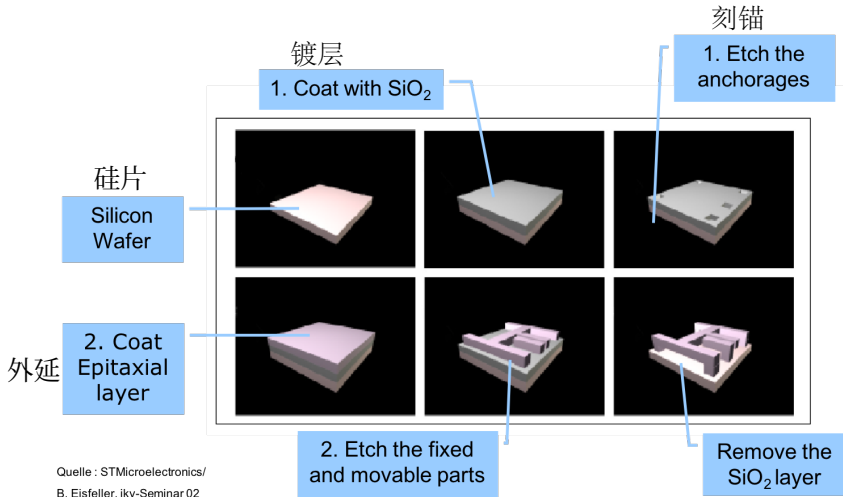 刻锚
1. Etch the
anchorages
镀层
1. Coat with SiO₂
硅片
Silicon
Wafer
外延
2. Coat
Epitaxial
layer
2. Etch the fixed
and movable parts
Remove the
SiO₂ layer
Quelle : STMicroelectronics/
B. Eisfeller, ikv-Seminar 02